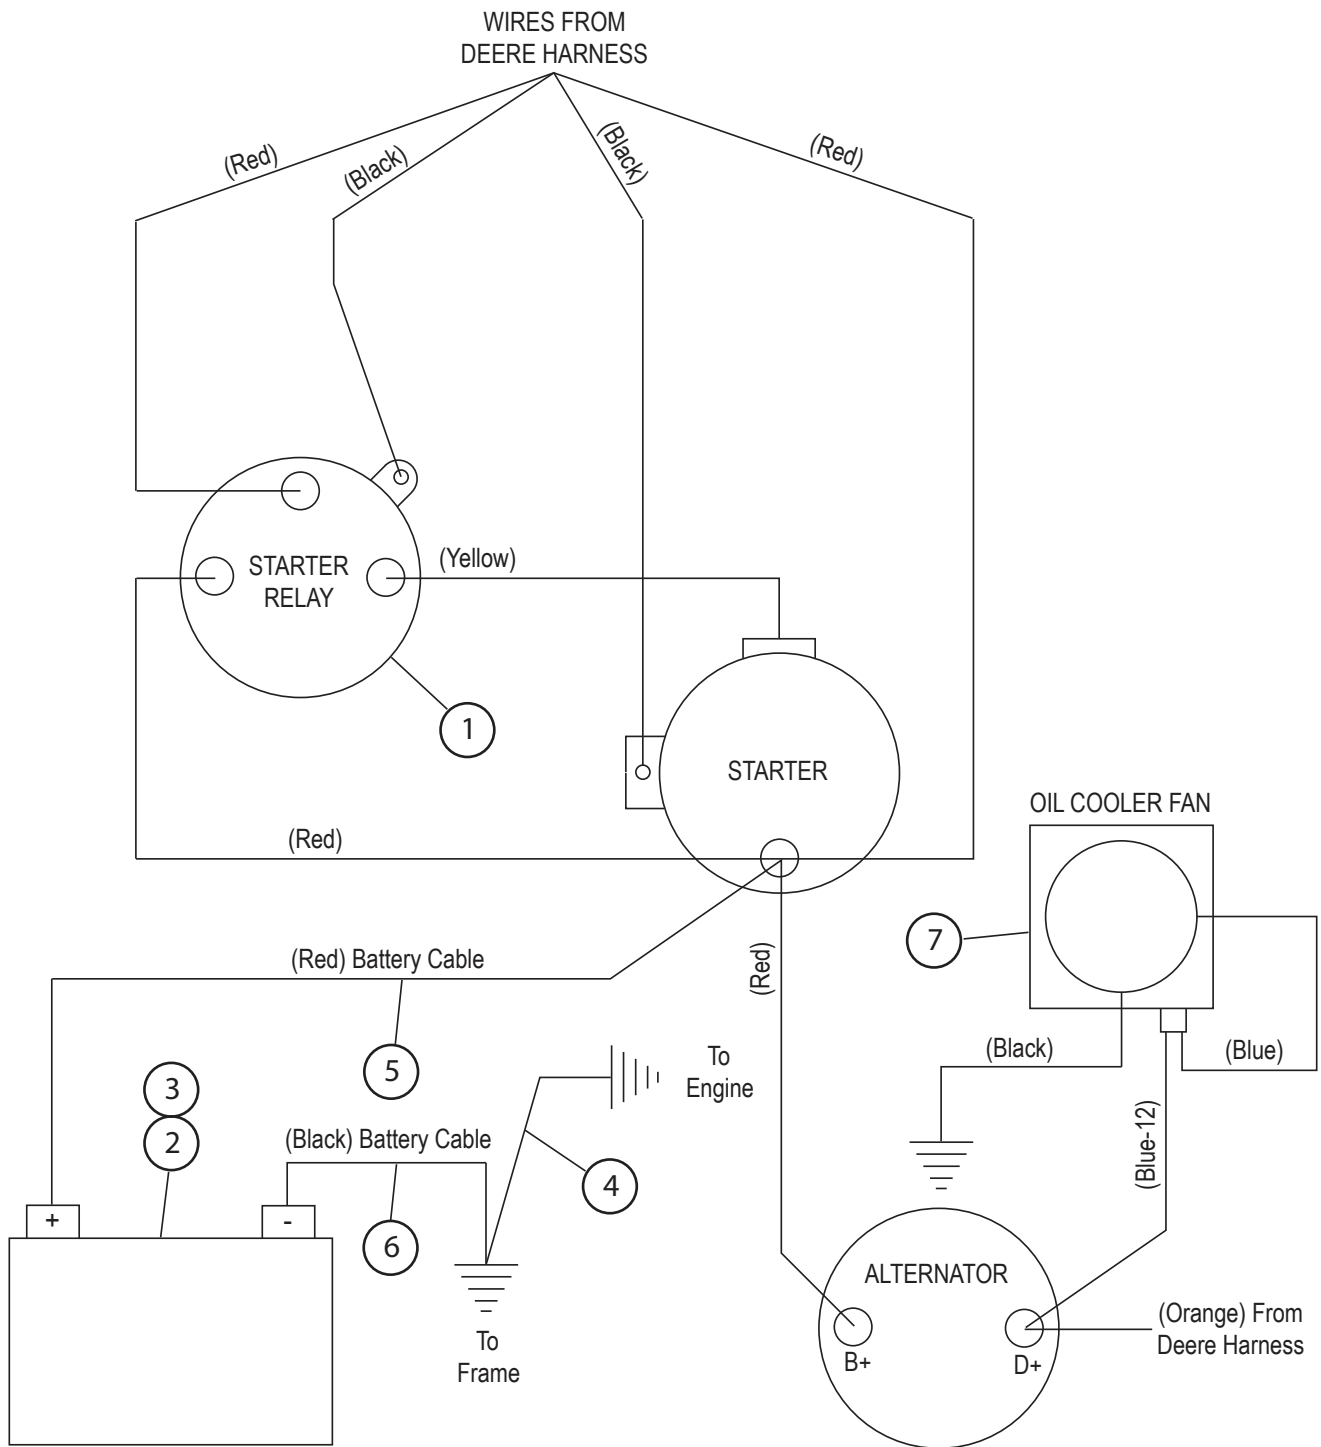 WIRES FROM
DEERE HARNESS
(Red)
(Black)
(Black)
(Red)
STARTER
RELAY
(Yellow)
1
STARTER
(Red)
OIL COOLER FAN
7
(Red) Battery Cable
(Red)
5
To
Engine
(Black)
(Blue)
3
2
(Black) Battery Cable
4
(Blue-12)
+
-
6
To
Frame
ALTERNATOR
B+
D+
(Orange) From
Deere Harness